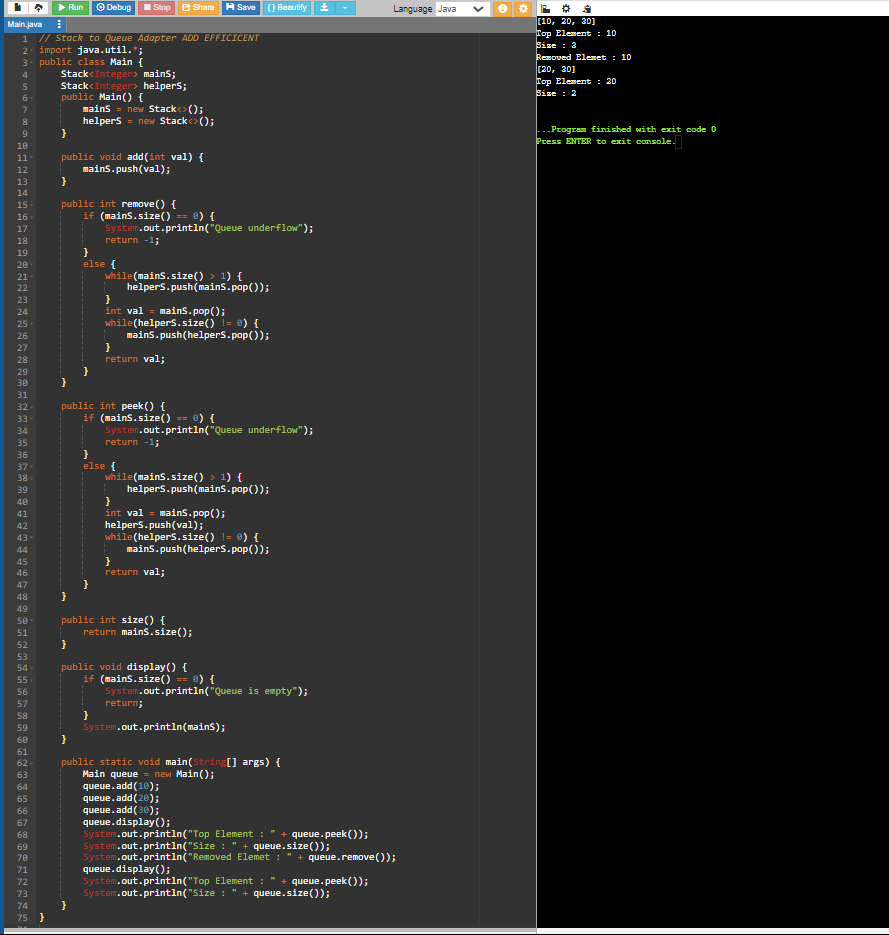 Run Debug Stop Share Save { } Beautify Language Java
Main.java
1 // Stack to Queue Adapter ADD EFFICICENT
2 import java.util.*;
3 public class Main {
4 Stack<Integer> mainS;
5 Stack<Integer> helperS;
6 public Main() {
7 mainS = new Stack<>();
8 helperS = new Stack<>();
9 }
10
11 public void add(int val) {
12 mainS.push(val);
13 }
14
15 public int remove() {
16 if (mainS.size() == 0) {
17 System.out.println("Queue underflow");
18 return -1;
19 }
20 else {
21 while(mainS.size() > 1) {
22 helperS.push(mainS.pop());
23 }
24 int val = mainS.pop();
25 while(helperS.size() != 0) {
26 mainS.push(helperS.pop());
27 }
28 return val;
29 }
30 }
31
32 public int peek() {
33 if (mainS.size() == 0) {
34 System.out.println("Queue underflow");
35 return -1;
36 }
37 else {
38 while(mainS.size() > 1) {
39 helperS.push(mainS.pop());
40 }
41 int val = mainS.pop();
42 helperS.push(val);
43 while(helperS.size() != 0) {
44 mainS.push(helperS.pop());
45 }
46 return val;
47 }
48 }
49
50 public int size() {
51 return mainS.size();
52 }
53
54 public void display() {
55 if (mainS.size() == 0) {
56 System.out.println("Queue is empty");
57 return;
58 }
59 System.out.println(mainS);
60 }
61
62 public static void main(String[] args) {
63 Main queue = new Main();
64 queue.add(10);
65 queue.add(20);
66 queue.add(30);
67 queue.display();
68 System.out.println("Top Element : " + queue.peek());
69 System.out.println("Size : " + queue.size());
70 System.out.println("Removed Elemet : " + queue.remove());
71 queue.display();
72 System.out.println("Top Element : " + queue.peek());
73 System.out.println("Size : " + queue.size());
74 }
75 }
[10, 20, 30]
Top Element : 10
Size : 3
Removed Elemet : 10
[20, 30]
Top Element : 20
Size : 2
...Program finished with exit code 0
Press ENTER to exit console.